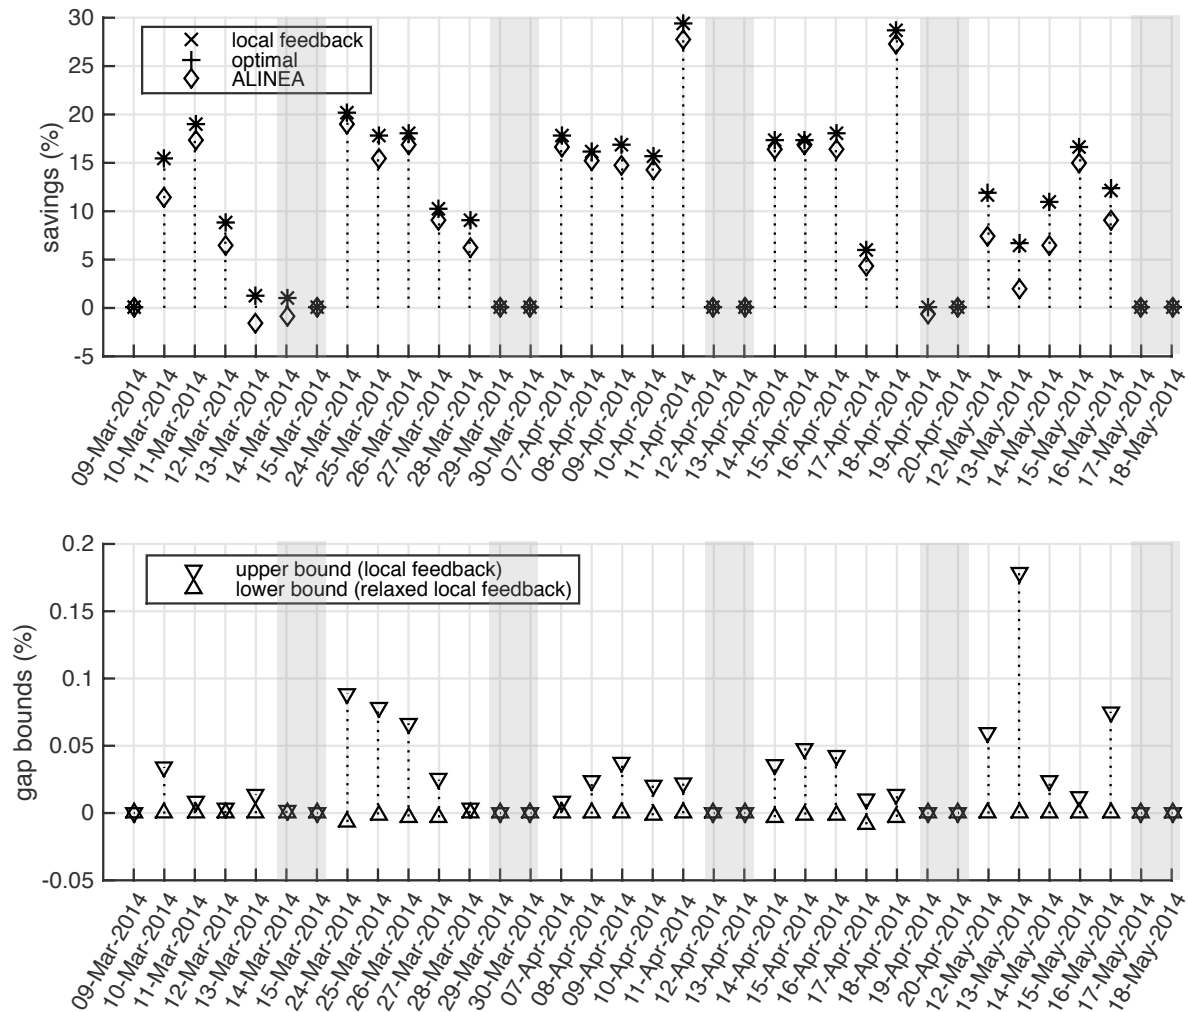 30
25
20
15
10
5
0
-5
savings (%)
local feedback
optimal
ALINEA
09-Mar-2014
10-Mar-2014
11-Mar-2014
12-Mar-2014
13-Mar-2014
14-Mar-2014
15-Mar-2014
24-Mar-2014
25-Mar-2014
26-Mar-2014
27-Mar-2014
28-Mar-2014
29-Mar-2014
30-Mar-2014
07-Apr-2014
08-Apr-2014
09-Apr-2014
10-Apr-2014
11-Apr-2014
12-Apr-2014
13-Apr-2014
14-Apr-2014
15-Apr-2014
16-Apr-2014
17-Apr-2014
18-Apr-2014
19-Apr-2014
20-Apr-2014
12-May-2014
13-May-2014
14-May-2014
15-May-2014
16-May-2014
17-May-2014
18-May-2014
0.2
0.15
0.1
0.05
0
-0.05
gap bounds (%)
upper bound (local feedback)
lower bound (relaxed local feedback)
09-Mar-2014
10-Mar-2014
11-Mar-2014
12-Mar-2014
13-Mar-2014
14-Mar-2014
15-Mar-2014
24-Mar-2014
25-Mar-2014
26-Mar-2014
27-Mar-2014
28-Mar-2014
29-Mar-2014
30-Mar-2014
07-Apr-2014
08-Apr-2014
09-Apr-2014
10-Apr-2014
11-Apr-2014
12-Apr-2014
13-Apr-2014
14-Apr-2014
15-Apr-2014
16-Apr-2014
17-Apr-2014
18-Apr-2014
19-Apr-2014
20-Apr-2014
12-May-2014
13-May-2014
14-May-2014
15-May-2014
16-May-2014
17-May-2014
18-May-2014